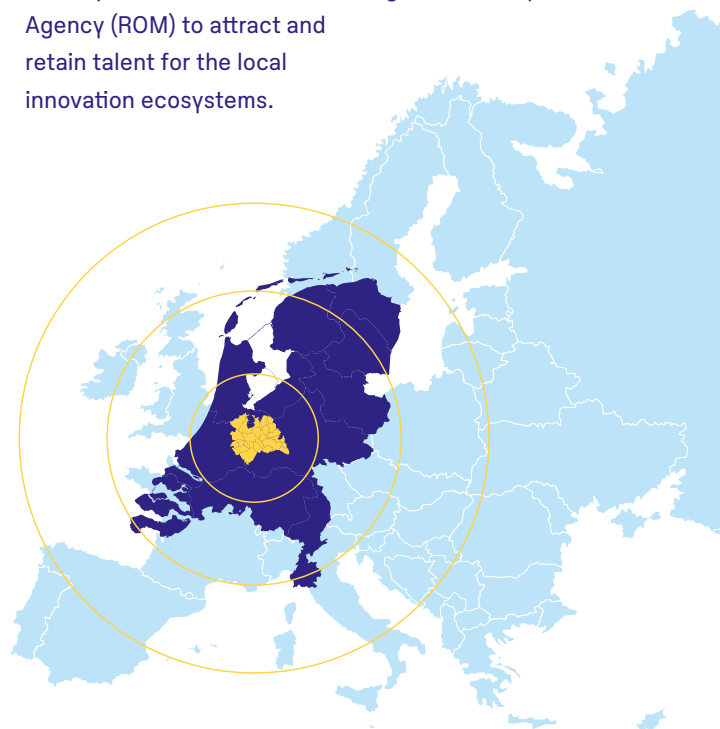 Agency (ROM) to attract and
retain talent for the local
innovation ecosystems.